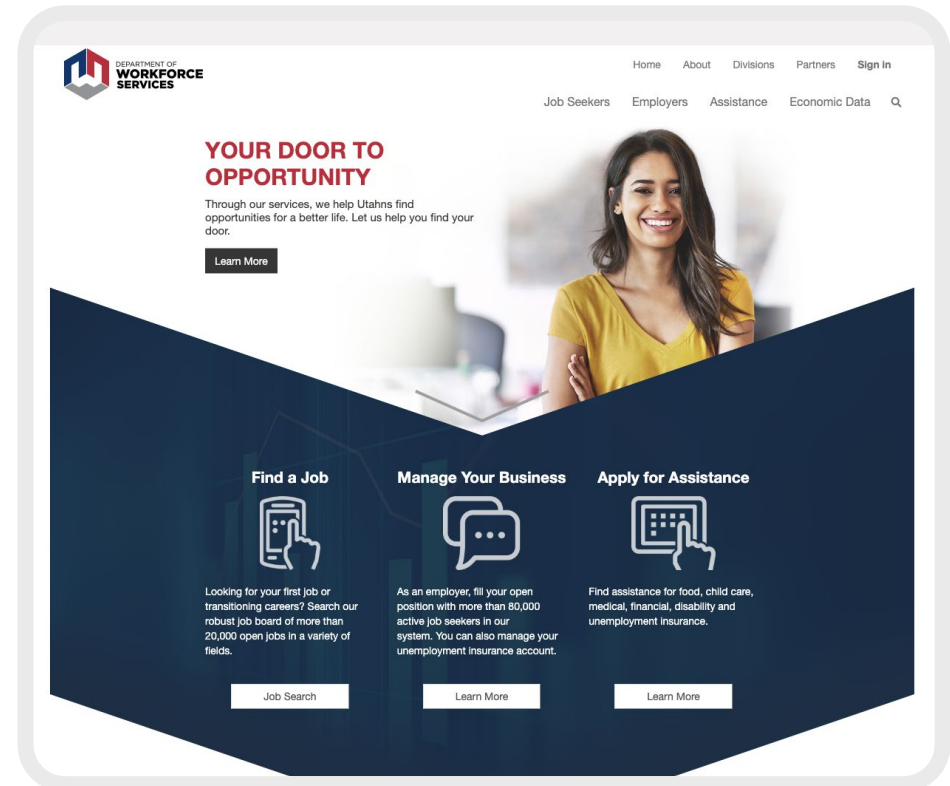 DEPARTMENT OF
WORKFORCE
SERVICES
Home About Divisions Partners Sign in
Job Seekers Employers Assistance Economic Data
YOUR DOOR TO
OPPORTUNITY
Through our services, we help Utahns find
opportunities for a better life. Let us help you find your
door.
Learn More
Find a Job
Looking for your first job or
transitioning careers? Search our
robust job board of more than
20,000 open jobs in a variety of
fields.
Job Search
Manage Your Business
As an employer, fill your open
position with more than 80,000
active job seekers in our
system. You can also manage your
unemployment insurance account.
Learn More
Apply for Assistance
Find assistance for food, child care,
medical, financial, disability and
unemployment insurance.
Learn More